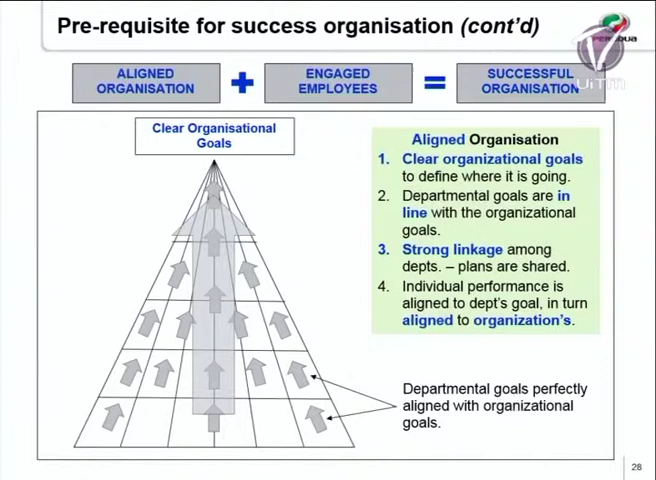 Pre-requisite for success organisation (cont'd)
PERODUA
UiTM
ALIGNED
ORGANISATION
+
ENGAGED
EMPLOYEES
=
SUCCESSFUL
ORGANISATION
Clear Organisational
Goals
Aligned Organisation
1. Clear organizational goals
to define where it is going.
2. Departmental goals are in
line with the organizational
goals.
3. Strong linkage among
depts. – plans are shared.
4. Individual performance is
aligned to dept's goal, in turn
aligned to organization's.
Departmental goals perfectly
aligned with organizational
goals.
28